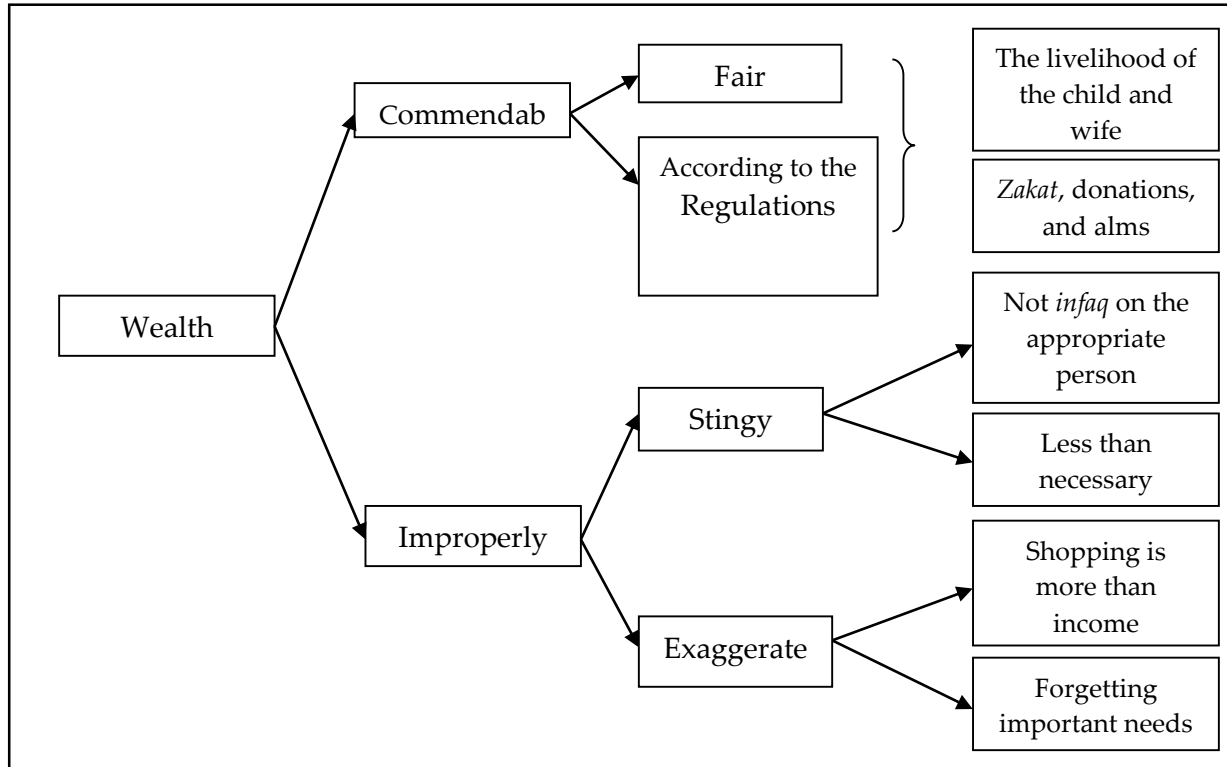 Wealth
Commendab
Fair
According to the
Regulations
The livelihood of
the child and
wife
Zakat, donations,
and alms
Improperly
Stingy
Not infaq on the
appropriate
person
Less than
necessary
Exaggerate
Shopping is
more than
income
Forgetting
important needs